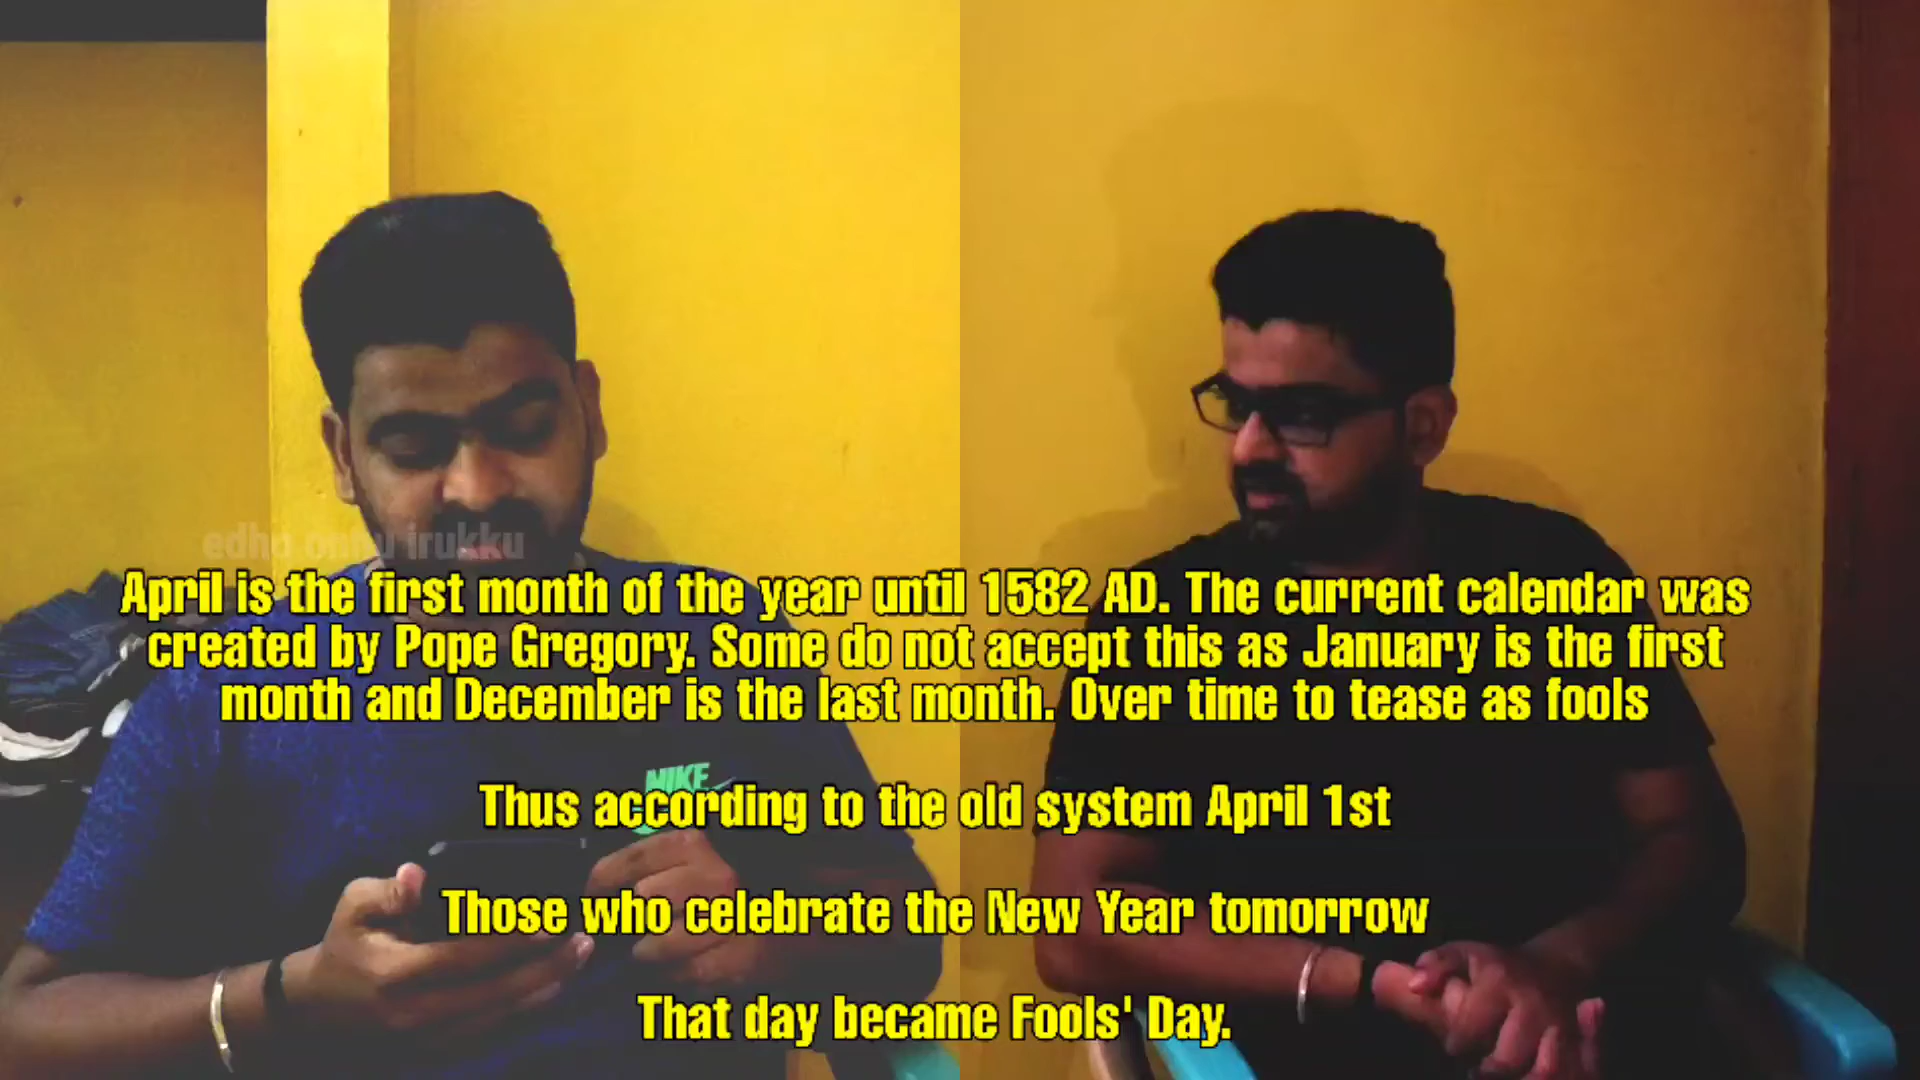 edho onnu irukku
April is the first month of the year until 1582 AD. The current calendar was
created by Pope Gregory. Some do not accept this as January is the first
month and December is the last month. Over time to tease as fools
NIKE
Thus according to the old system April 1st
Those who celebrate the New Year tomorrow
That day became Fools' Day.